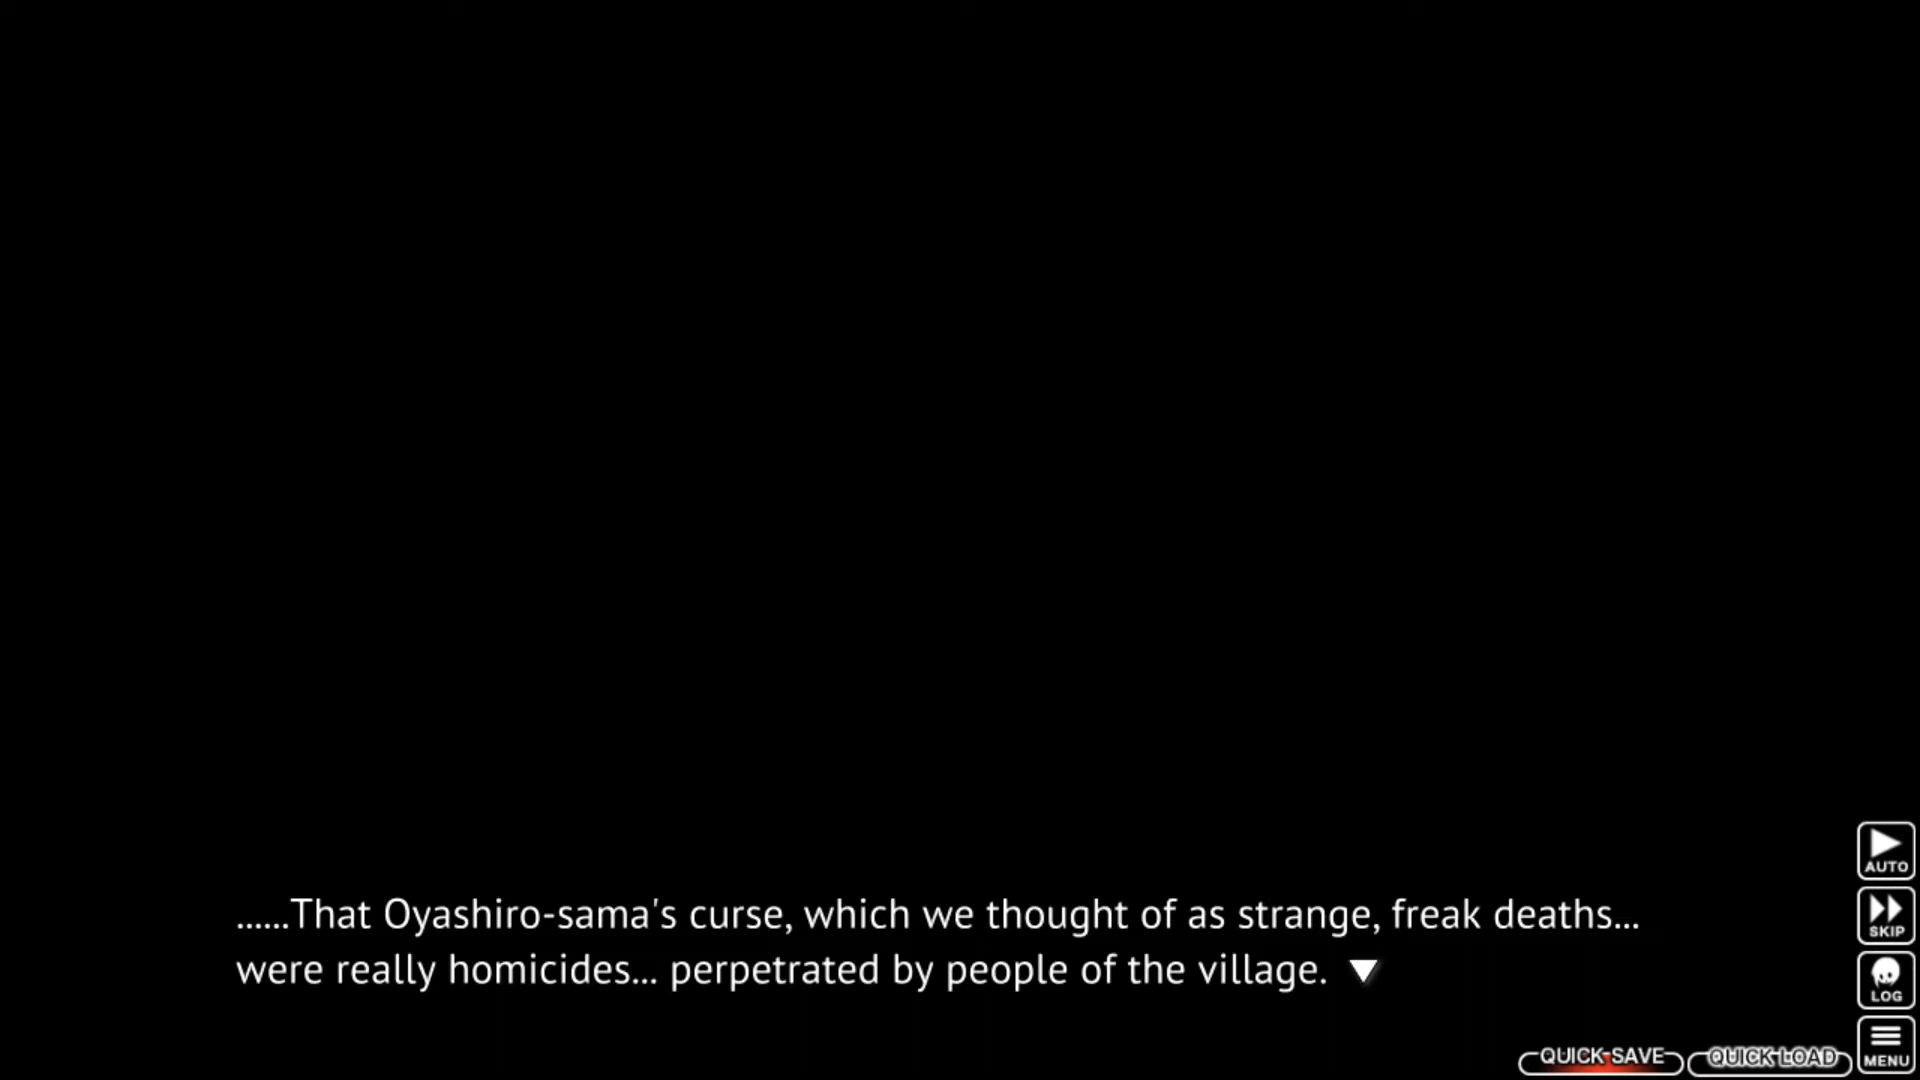 ......That Oyashiro-sama's curse, which we thought of as strange, freak deaths...
were really homicides... perpetrated by people of the village.
AUTO
SKIP
LOG
MENU
QUICK SAVE
QUICK LOAD